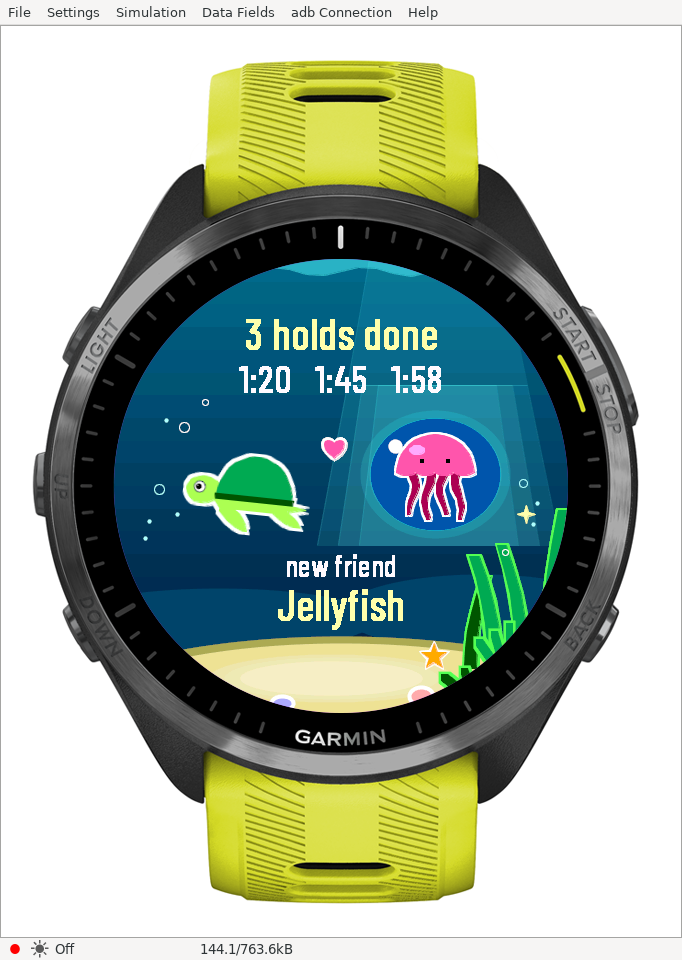 File Settings Simulation Data Fields adb Connection Help
LIGHT
START
STOP
UP
DOWN
BACK
3 holds done
1:20 1:45 1:58
new friend
Jellyfish
GARMIN
Off 144.1/763.6kB